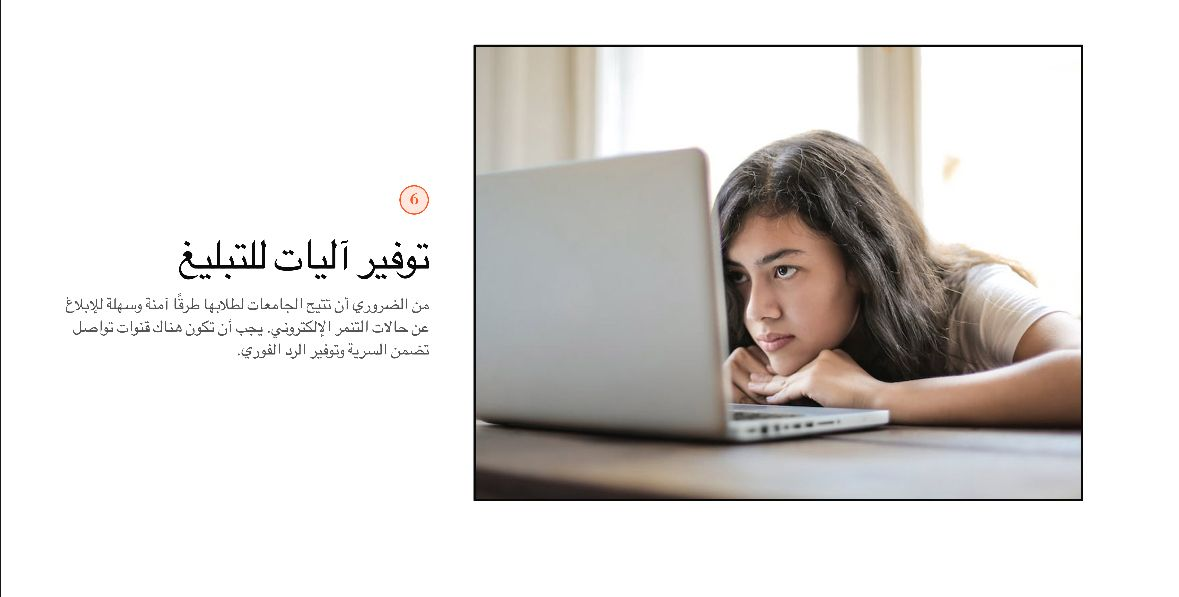 6
توفير آليات للتبليغ
من الضروري أن تتيح الجامعات لطلابها طرقًا آمنة وسهلة للإبلاغ
عن حالات التنمر الإلكتروني. يجب أن تكون هناك قنوات تواصل
تضمن السرية وتوفير الرد الفوري.